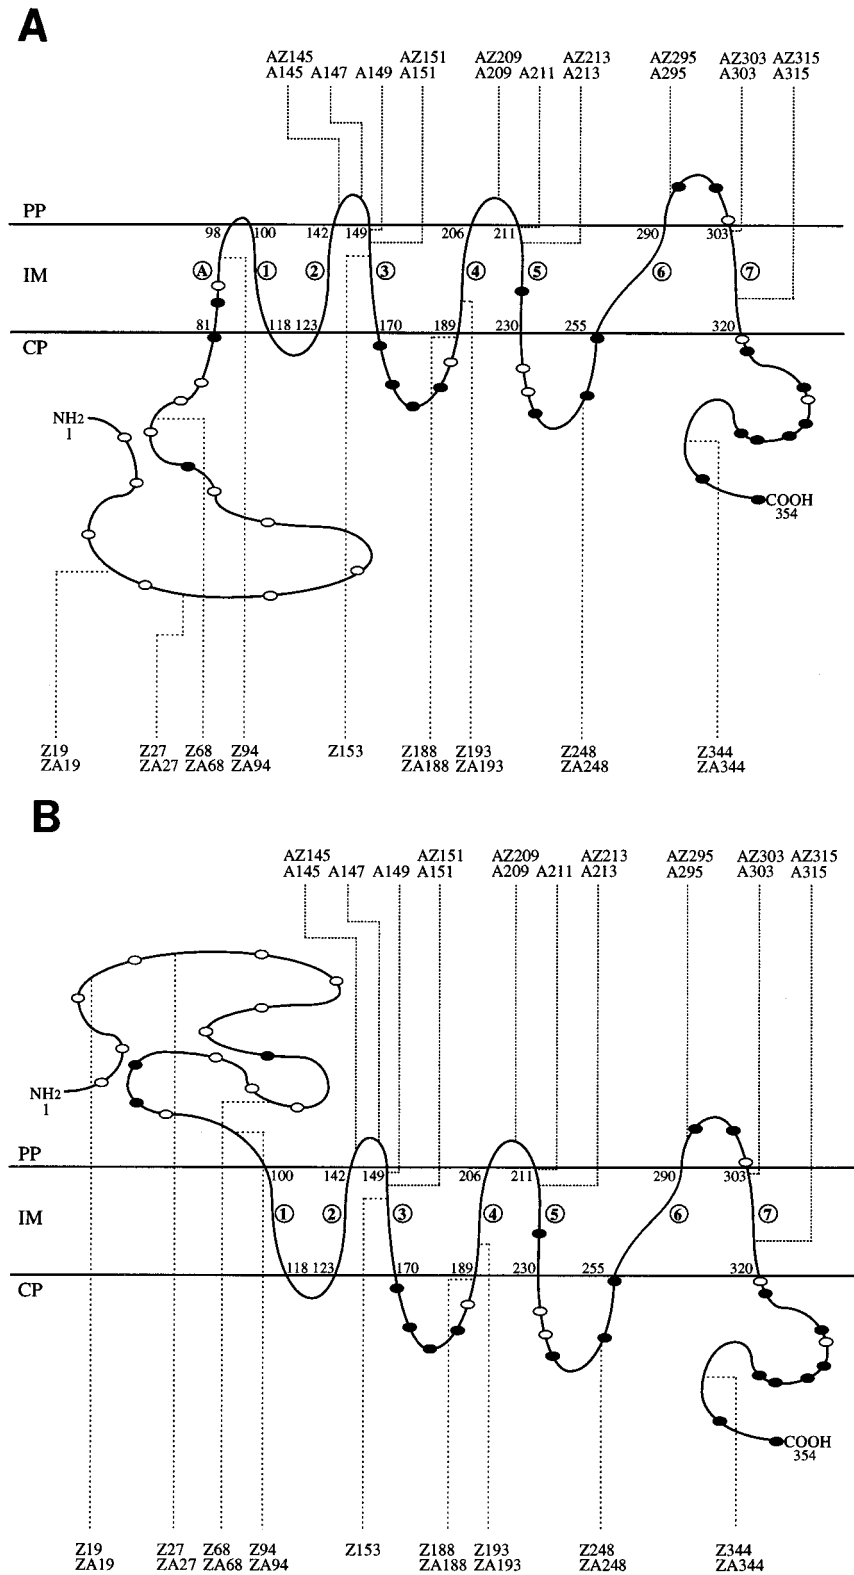 A
AZ145 AZ151 AZ209 AZ213 AZ295 AZ303 AZ315
A145 A147 A149 A151 A209 A211 A213 A295 A303 A315
PP
98 100 142 149 206 211 290 303
IM
A 1 2 3 4 5 6 7
81 118 123 170 189 230 255 320
CP
NH2
1
COOH
354
Z19 Z27 Z68 Z94 Z153 Z188 Z193 Z248 Z344
ZA19 ZA27 ZA68 ZA94 ZA188 ZA193 ZA248 ZA344
B
AZ145 AZ151 AZ209 AZ213 AZ295 AZ303 AZ315
A145 A147 A149 A151 A209 A211 A213 A295 A303 A315
NH2
1
PP
100 142 149 206 211 290 303
IM
1 2 3 4 5 6 7
118 123 170 189 230 255 320
CP
COOH
354
Z19 Z27 Z68 Z94 Z153 Z188 Z193 Z248 Z344
ZA19 ZA27 ZA68 ZA94 ZA188 ZA193 ZA248 ZA344